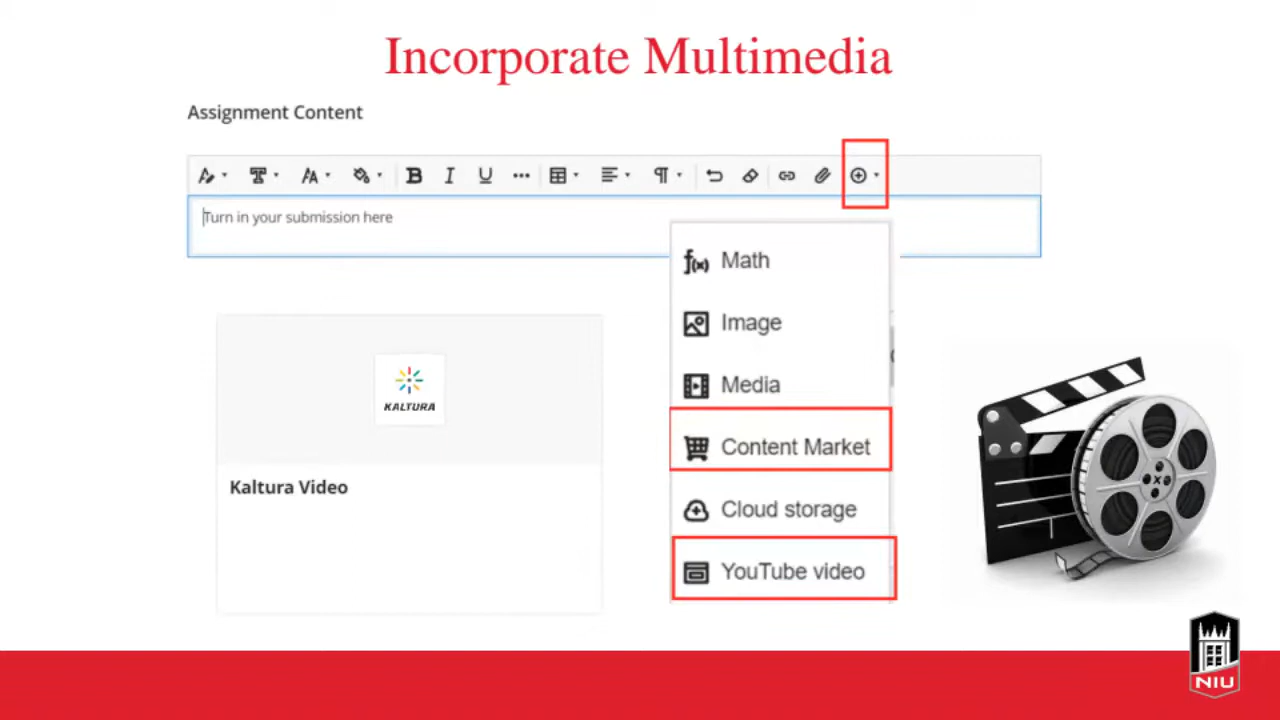 Incorporate Multimedia
Assignment Content
Turn in your submission here
Math
Image
Media
Content Market
Cloud storage
YouTube video
KALTURA
Kaltura Video
NIU